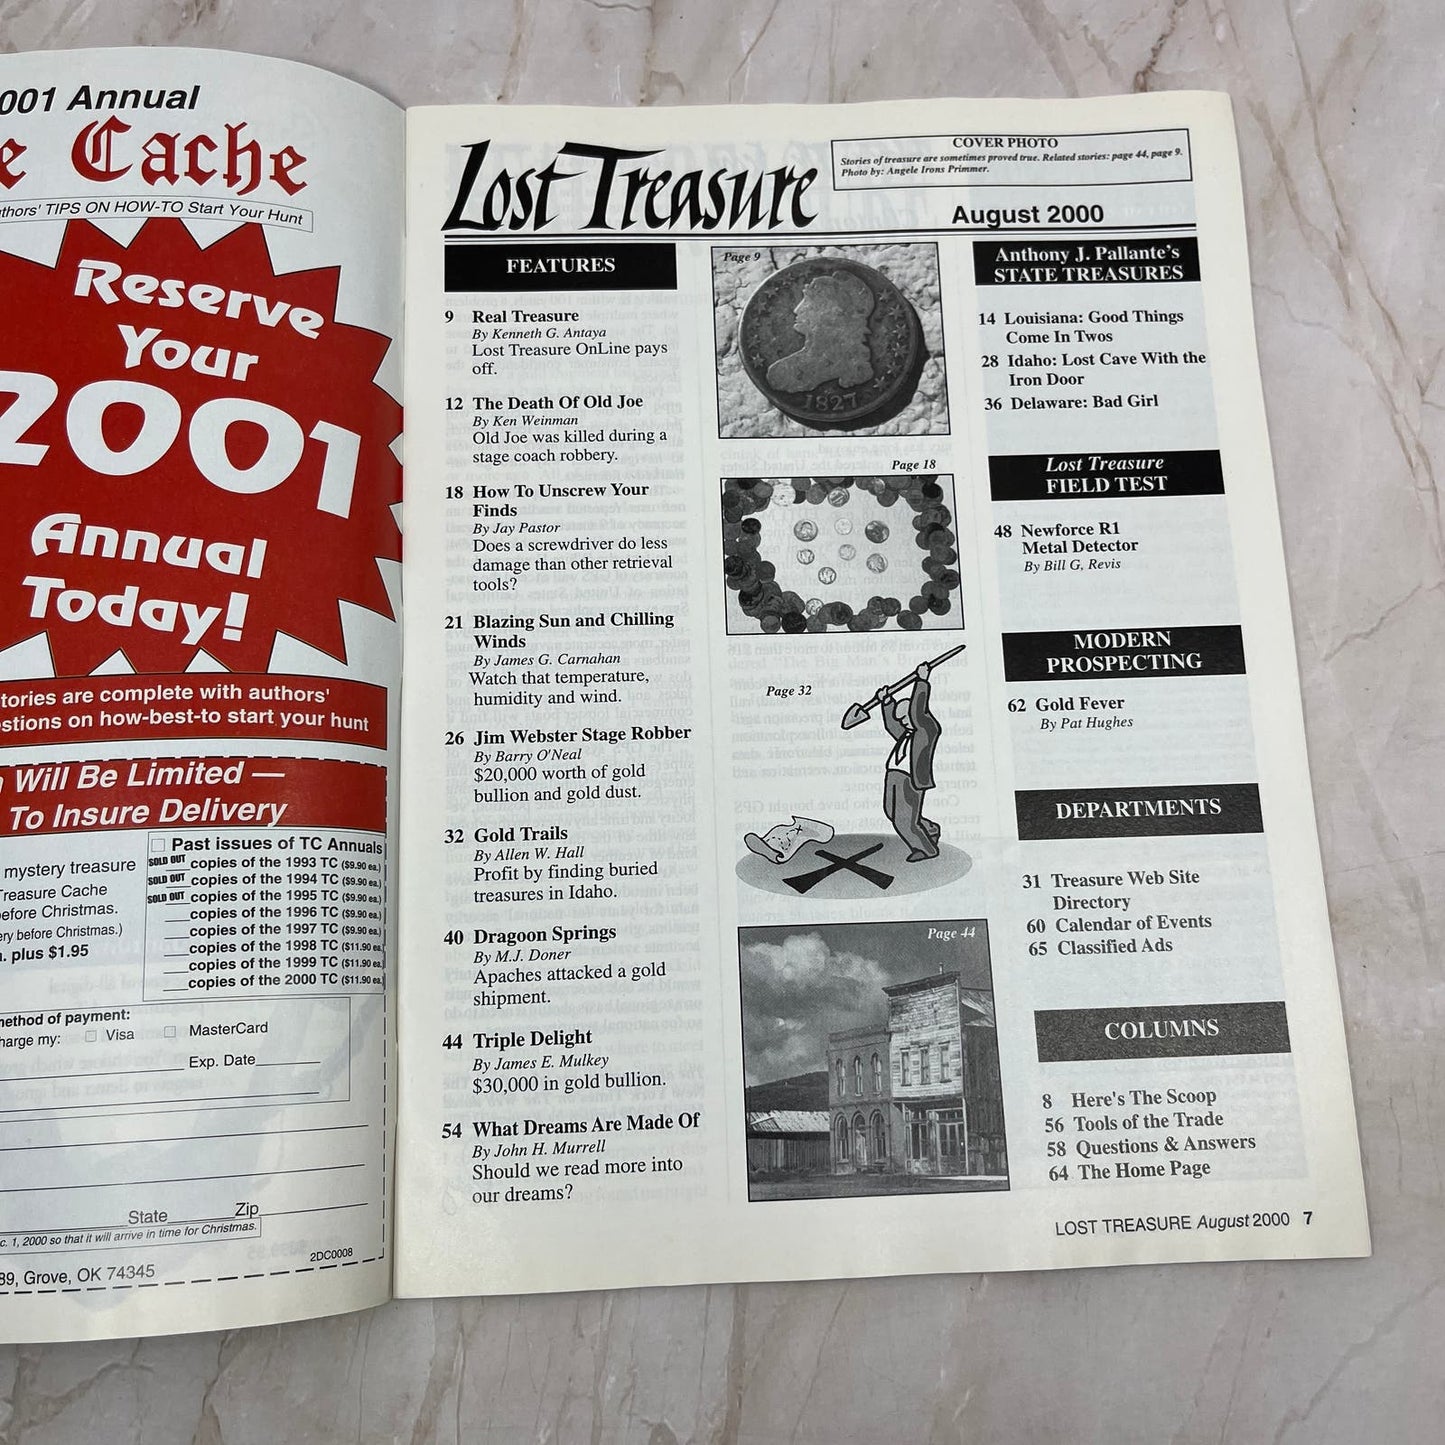 001 Annual
e Cache
thors' TIPS ON HOW-TO Start Your Hunt
Reserve
Your
2001
Annual
Today!
tories are complete with authors'
estions on how-best-to start your hunt
Will Be Limited —
To Insure Delivery
mystery treasure
Treasure Cache
efore Christmas.
ery before Christmas.)
. plus $1.95
Past issues of TC Annuals
SOLD OUT copies of the 1993 TC ($9.90 ea.)
SOLD OUT copies of the 1994 TC ($9.90 ea.)
SOLD OUT copies of the 1995 TC ($9.90 ea.)
___copies of the 1996 TC ($9.90 ea.)
___copies of the 1997 TC ($9.90 ea.)
___copies of the 1998 TC ($11.90 ea.)
___copies of the 1999 TC ($11.90 ea.)
___copies of the 2000 TC ($11.90 ea.)
method of payment:
harge my: Visa MasterCard
Exp. Date
State Zip
c. 1, 2000 so that it will arrive in time for Christmas.
2DC0008
89, Grove, OK 74345
Lost Treasure
COVER PHOTO
Stories of treasure are sometimes proved true. Related stories: page 44, page 9.
Photo by: Angele Irons Primmer.
August 2000
FEATURES
9 Real Treasure
By Kenneth G. Antaya
Lost Treasure OnLine pays
off.
12 The Death Of Old Joe
By Ken Weinman
Old Joe was killed during a
stage coach robbery.
18 How To Unscrew Your
Finds
By Jay Pastor
Does a screwdriver do less
damage than other retrieval
tools?
21 Blazing Sun and Chilling
Winds
By James G. Carnahan
Watch that temperature,
humidity and wind.
26 Jim Webster Stage Robber
By Barry O'Neal
$20,000 worth of gold
bullion and gold dust.
32 Gold Trails
By Allen W. Hall
Profit by finding buried
treasures in Idaho.
40 Dragoon Springs
By M.J. Doner
Apaches attacked a gold
shipment.
44 Triple Delight
By James E. Mulkey
$30,000 in gold bullion.
54 What Dreams Are Made Of
By John H. Murrell
Should we read more into
our dreams?
Page 9
1827
Page 18
Page 32
Page 44
Anthony J. Pallante's
STATE TREASURES
14 Louisiana: Good Things
Come In Twos
28 Idaho: Lost Cave With the
Iron Door
36 Delaware: Bad Girl
Lost Treasure
FIELD TEST
48 Newforce R1
Metal Detector
By Bill G, Revis
MODERN
PROSPECTING
62 Gold Fever
By Pat Hughes
DEPARTMENTS
31 Treasure Web Site
Directory
60 Calendar of Events
65 Classified Ads
COLUMNS
8 Here's The Scoop
56 Tools of the Trade
58 Questions & Answers
64 The Home Page
LOST TREASURE August 2000 7